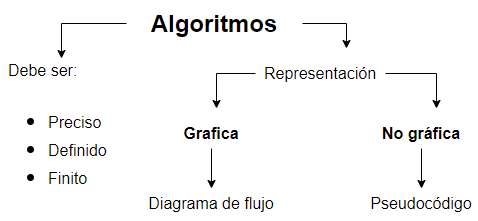 Algoritmos
Debe ser:
Representación
Preciso
Definido
Finito
Grafica
No gráfica
Diagrama de flujo
Pseudocódigo